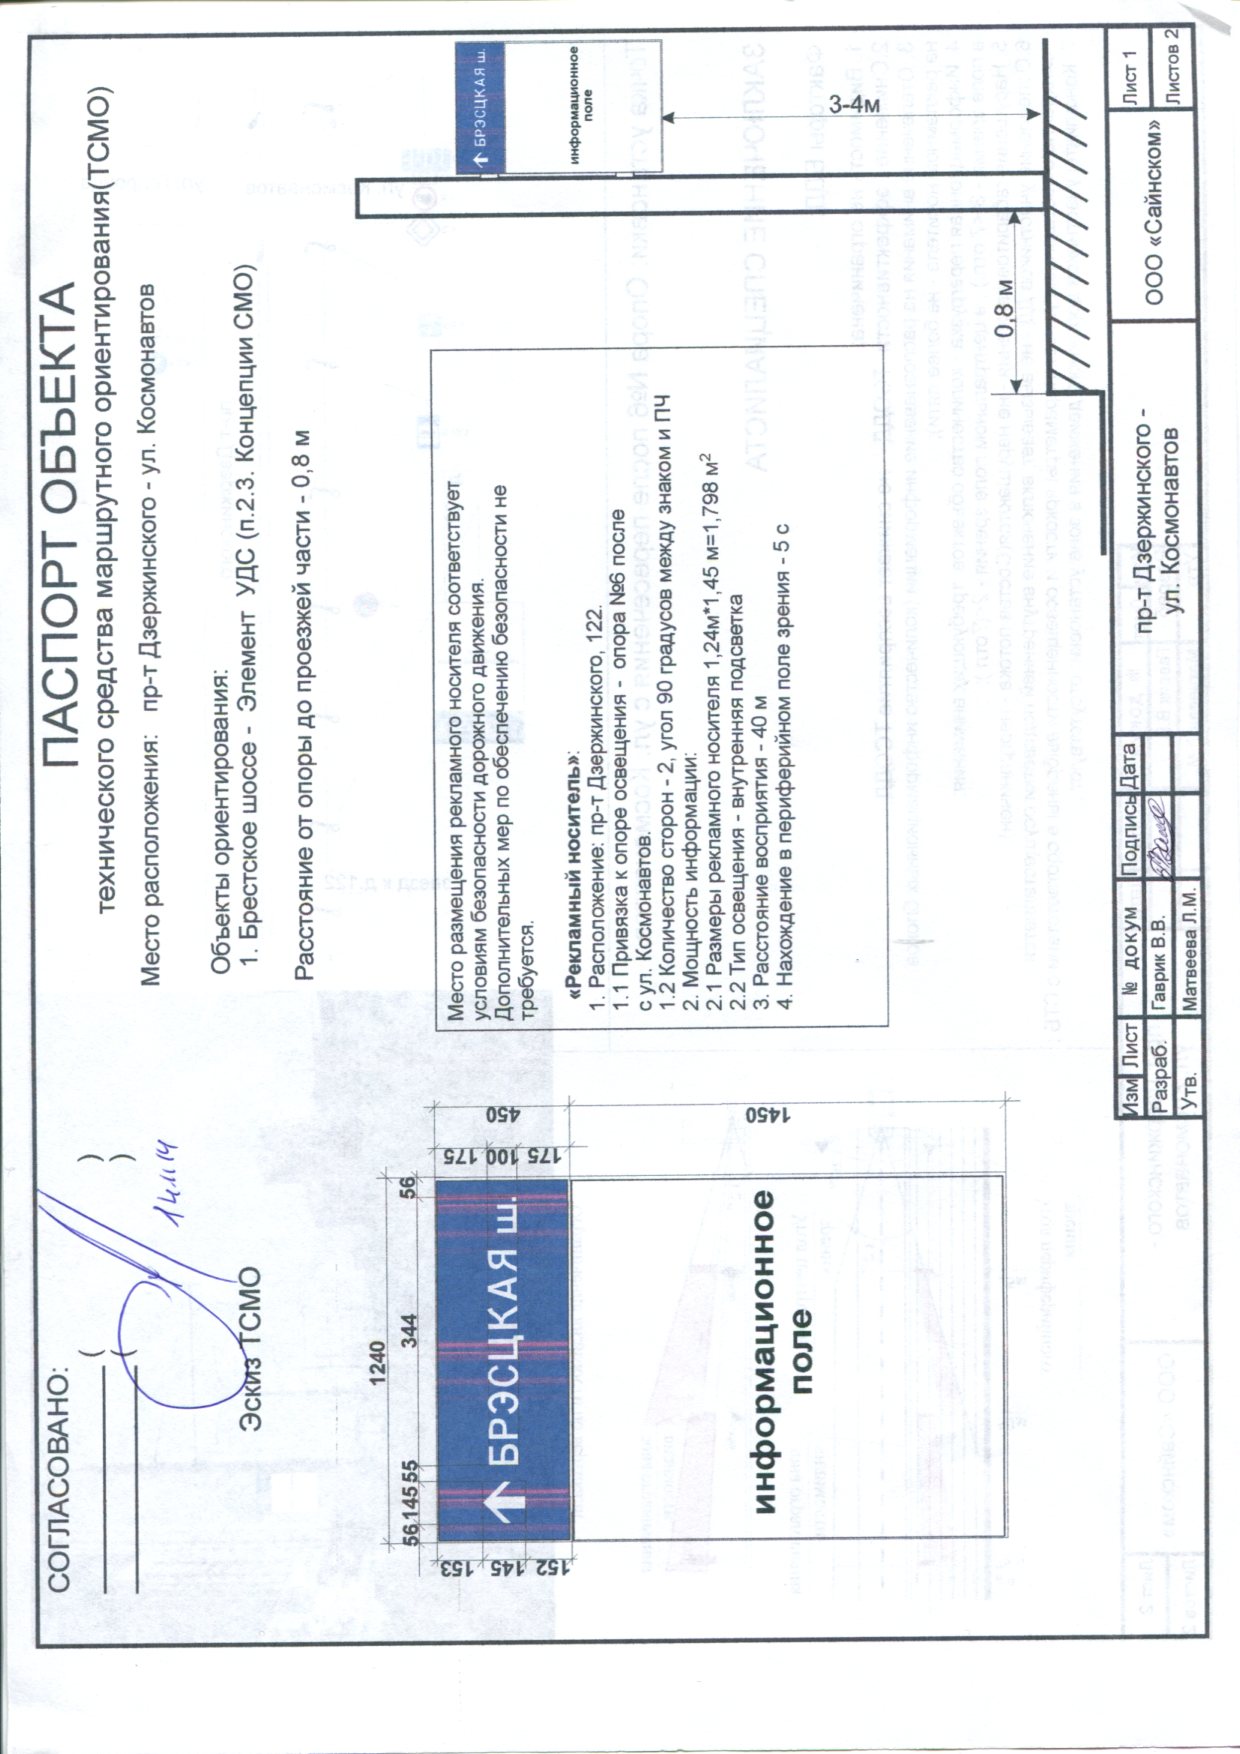 СОГЛАСОВАНО:
( )
( )
14.11.14
ПАСПОРТ ОБЪЕКТА
технического средства маршрутного ориентирования(ТСМО)
Место расположения: пр-т Дзержинского - ул. Космонавтов
Объекты ориентирования:
1. Брестское шоссе - Элемент УДС (п.2.3. Концепции СМО)
Расстояние от опоры до проезжей части - 0,8 м
Эскиз ТСМО
1240
56 145 55 344 56
153 145 152
175 100 175
450
1450
БРЭСЦКАЯ ш.
информационное
поле
Место размещения рекламного носителя соответствует
условиям безопасности дорожного движения.
Дополнительных мер по обеспечению безопасности не
требуется.
«Рекламный носитель»:
1. Расположение: пр-т Дзержинского, 122.
1.1 Привязка к опоре освещения - опора №6 после
с ул. Космонавтов.
1.2 Количество сторон - 2, угол 90 градусов между знаком и ПЧ
2. Мощность информации:
2.1 Размеры рекламного носителя 1,24м*1,45 м=1,798 м²
2.2 Тип освещения - внутренняя подсветка
3. Расстояние восприятия - 40 м
4. Нахождение в периферийном поле зрения - 5 с
БРЭСЦКАЯ ш.
информационное
поле
3-4м
0,8 м
Изм Лист № докум Подпись Дата
Разраб. Гаврик В.В.
Утв. Матвеева Л.М.
пр-т Дзержинского -
ул. Космонавтов
ООО «Сайнском»
Лист 1
Листов 2